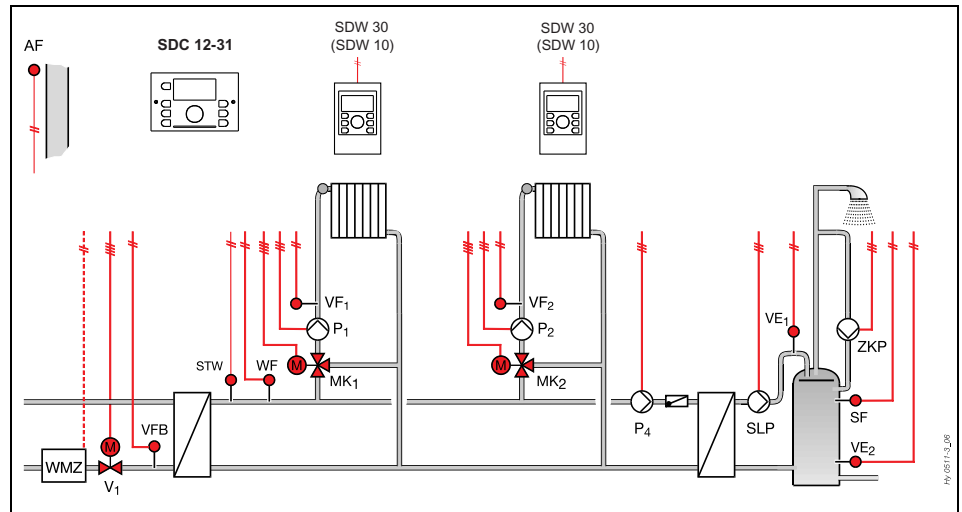 AF
SDC 12-31
SDW 30
(SDW 10)
SDW 30
(SDW 10)
VF1
P1
M
MK1
STW
WF
VF2
P2
M
MK2
VE1
ZKP
P4
SLP
SF
VE2
VFB
M
WMZ
V1
Hy 0511-3_06